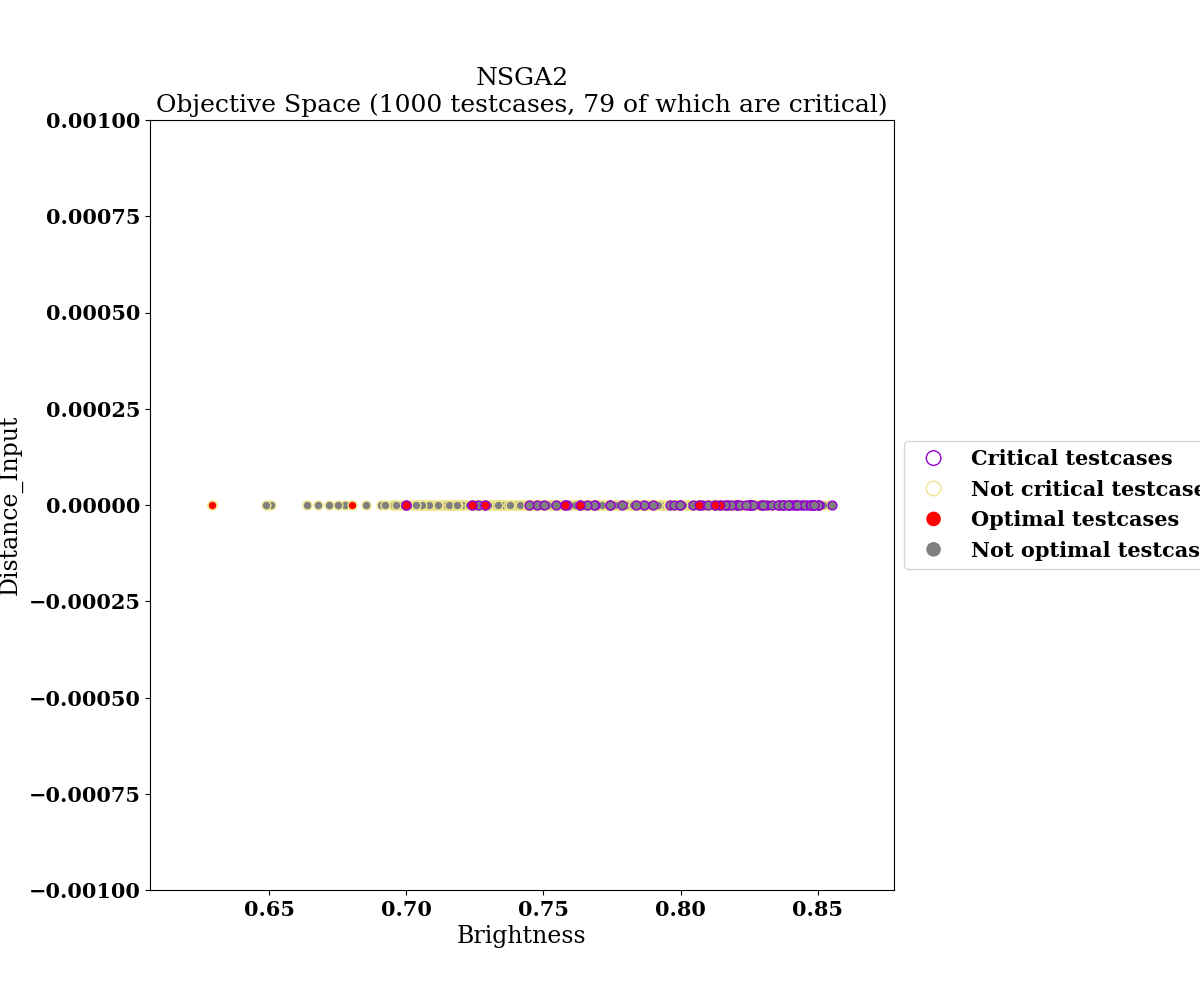 NSGA2
Objective Space (1000 testcases, 79 of which are critical)
0.00100
0.00075
0.00050
0.00025
0.00000
−0.00025
−0.00050
−0.00075
−0.00100
Distance_Input
0.65 0.70 0.75 0.80 0.85
Brightness
Critical testcases
Not critical testcase
Optimal testcases
Not optimal testcas